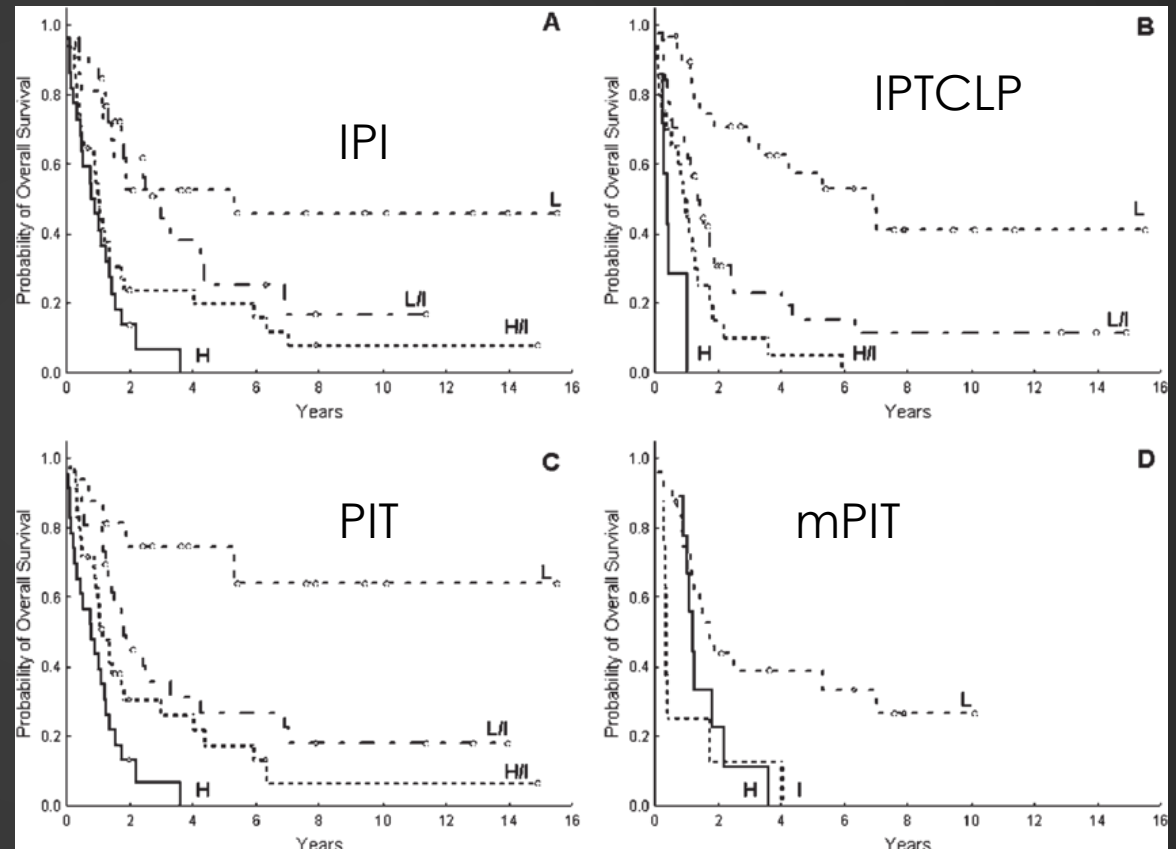 A
IPI
Probability of Overall Survival
1.0
0.8
0.6
0.4
0.2
0.0
L
L/I
H/I
H
0 2 4 6 8 10 12 14 16
Years
B
IPTCLP
Probability of Overall Survival
1.0
0.8
0.6
0.4
0.2
0.0
L
L/I
H
H/I
0 2 4 6 8 10 12 14 16
Years
C
PIT
Probability of Overall Survival
1.0
0.8
0.6
0.4
0.2
0.0
L
L/I
H/I
H
0 2 4 6 8 10 12 14 16
Years
D
mPIT
Probability of Overall Survival
1.0
0.8
0.6
0.4
0.2
0.0
L
H
I
0 2 4 6 8 10 12 14 16
Years